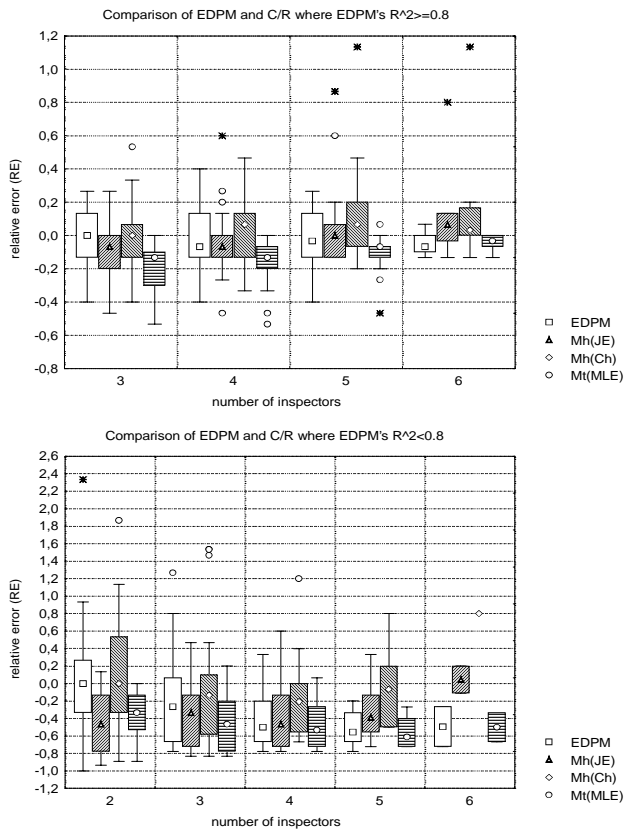 Comparison of EDPM and C/R where EDPM's R^2>=0.8
relative error (RE)
1,2
1,0
0,8
0,6
0,4
0,2
0,0
-0,2
-0,4
-0,6
-0,8
3 4 5 6
number of inspectors
EDPM
Mh(JE)
Mh(Ch)
Mt(MLE)
Comparison of EDPM and C/R where EDPM's R^2<0.8
relative error (RE)
2,6
2,4
2,2
2,0
1,8
1,6
1,4
1,2
1,0
0,8
0,6
0,4
0,2
0,0
-0,2
-0,4
-0,6
-0,8
-1,0
-1,2
2 3 4 5 6
number of inspectors
EDPM
Mh(JE)
Mh(Ch)
Mt(MLE)